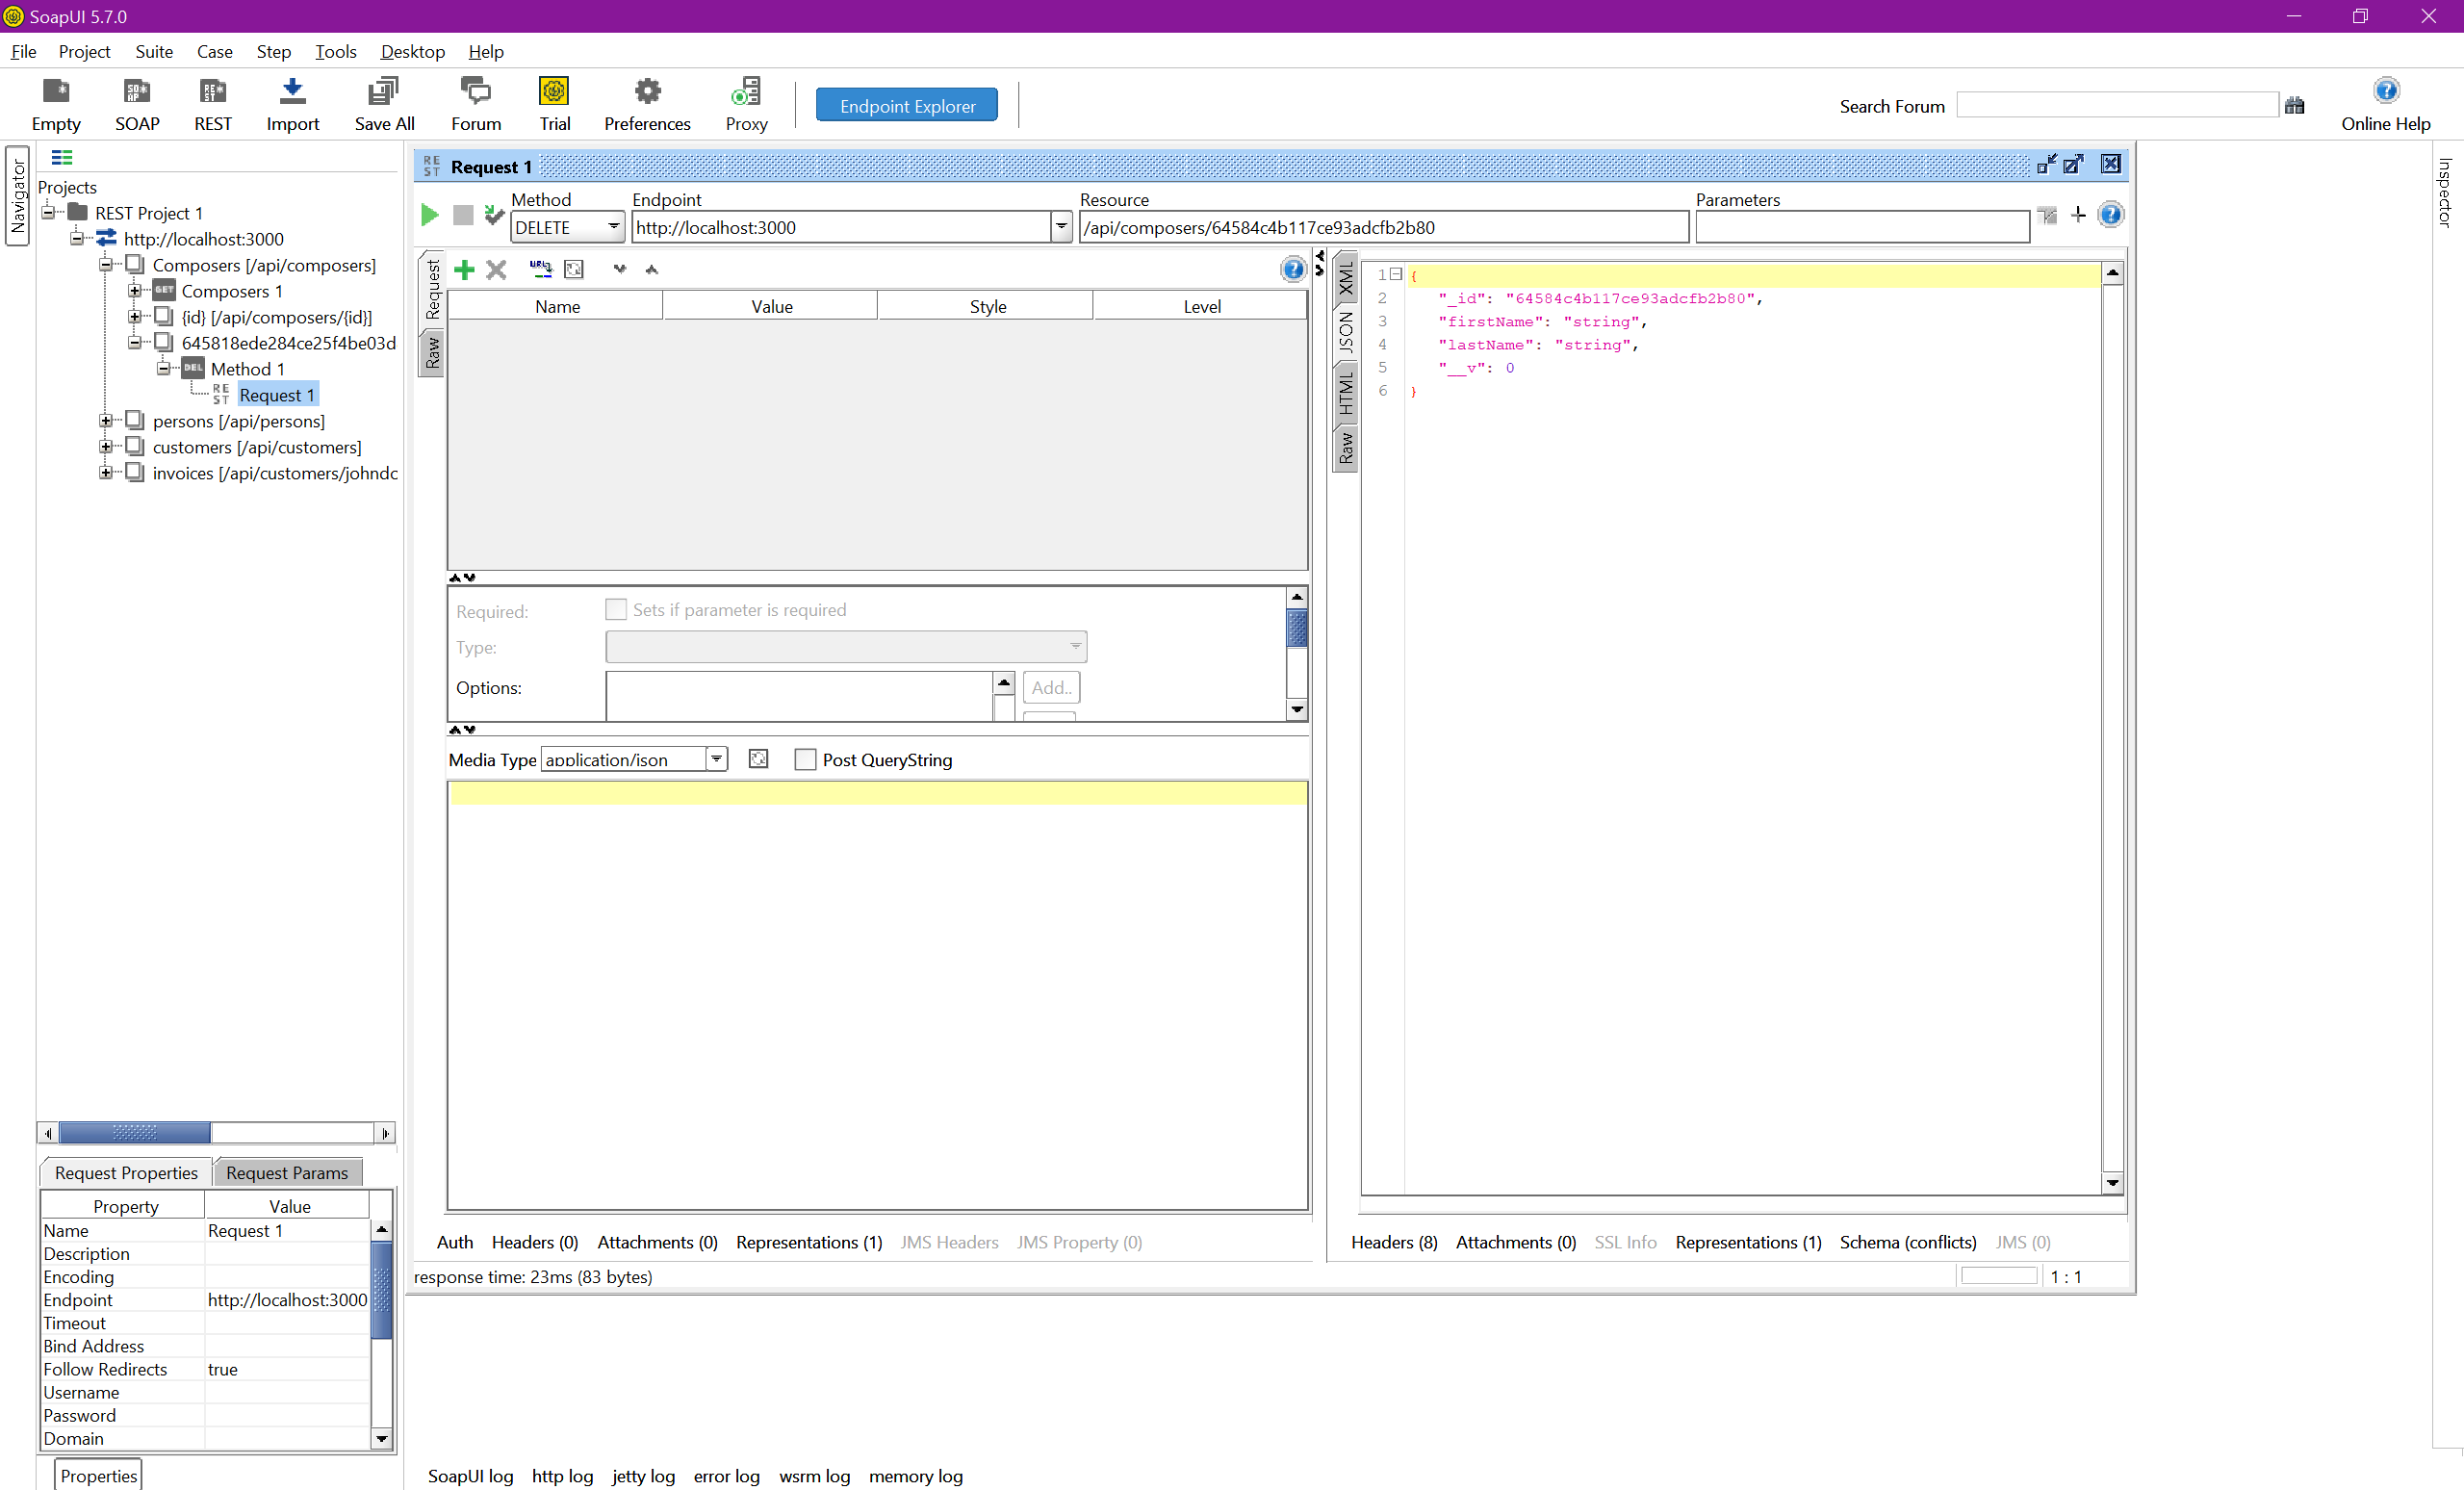 SoapUI 5.7.0
File Project Suite Case Step Tools Desktop Help
Empty SOAP REST Import Save All Forum Trial Preferences Proxy Endpoint Explorer Search Forum Online Help
Navigator
Inspector
Projects
REST Project 1
http://localhost:3000
Composers [/api/composers]
GET Composers 1
{id} [/api/composers/{id}]
645818ede284ce25f4be03d
DEL Method 1
REST Request 1
persons [/api/persons]
customers [/api/customers]
invoices [/api/customers/johndc
Request Properties Request Params
Property Value
Name Request 1
Description
Encoding
Endpoint http://localhost:3000
Timeout
Bind Address
Follow Redirects true
Username
Password
Domain
Properties
REST Request 1
Method Endpoint Resource Parameters
DELETE http://localhost:3000 /api/composers/64584c4b117ce93adcfb2b80
Request
Raw
Name Value Style Level
Required: Sets if parameter is required
Type:
Options: Add..
Media Type application/json Post QueryString
Auth Headers (0) Attachments (0) Representations (1) JMS Headers JMS Property (0)
XML
JSON
HTML
Raw
1 {
2 "_id": "64584c4b117ce93adcfb2b80",
3 "firstName": "string",
4 "lastName": "string",
5 "__v": 0
6 }
Headers (8) Attachments (0) SSL Info Representations (1) Schema (conflicts) JMS (0)
response time: 23ms (83 bytes) 1 : 1
SoapUI log http log jetty log error log wsrm log memory log